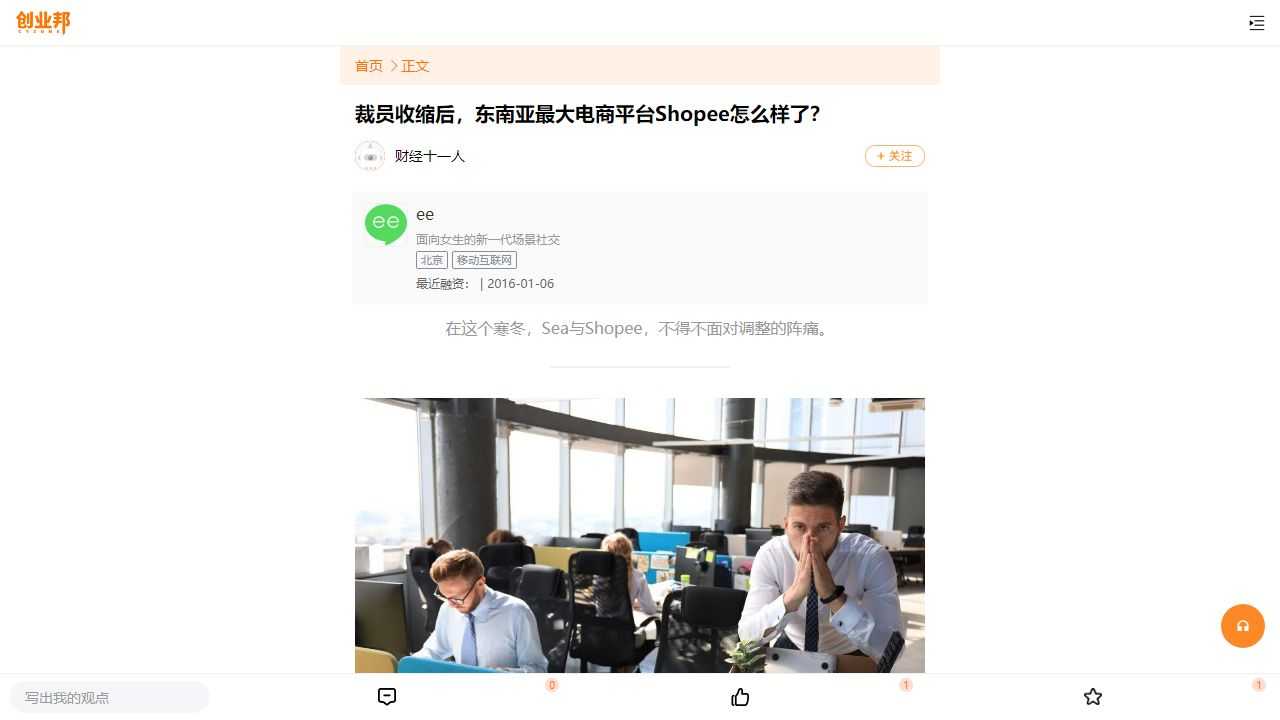 创业邦
CYZONE
首页 >正文
裁员收缩后，东南亚最大电商平台Shopee怎么样了？
财经十一人
+ 关注
ee
ee
面向女生的新一代场景社交
北京 移动互联网
最近融资： | 2016-01-06
在这个寒冬，Sea与Shopee，不得不面对调整的阵痛。
写出我的观点
0
1
1